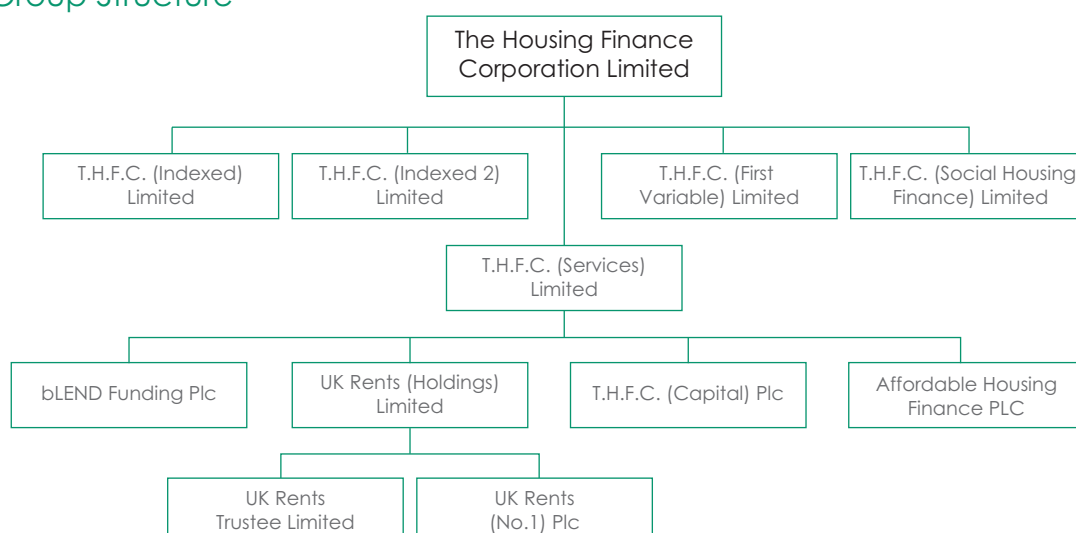 Group Structure
The Housing Finance
Corporation Limited
T.H.F.C. (Indexed)
Limited
T.H.F.C. (Indexed 2)
Limited
T.H.F.C. (First
Variable) Limited
T.H.F.C. (Social Housing
Finance) Limited
T.H.F.C. (Services)
Limited
bLEND Funding Plc
UK Rents (Holdings)
Limited
T.H.F.C. (Capital) Plc
Affordable Housing
Finance PLC
UK Rents
Trustee Limited
UK Rents
(No.1) Plc